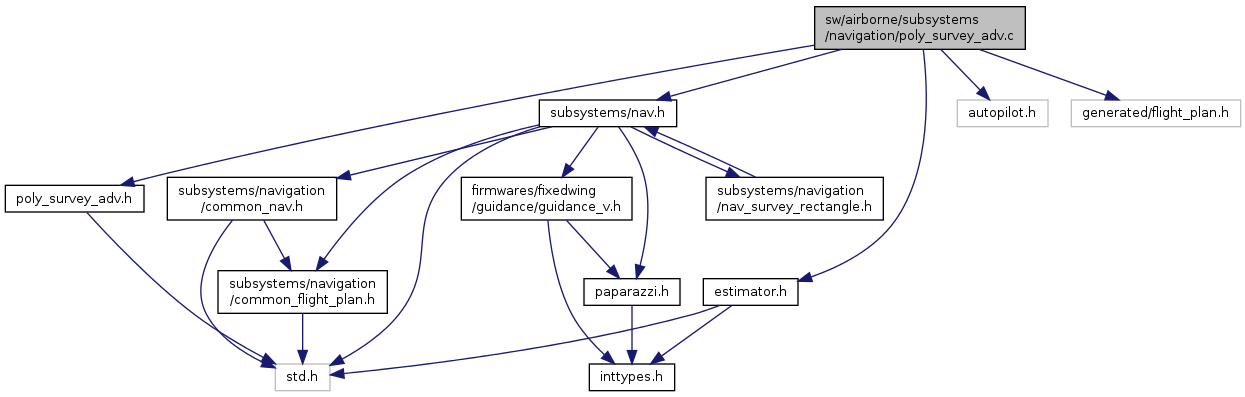 sw/airborne/subsystems
/navigation/poly_survey_adv.c
subsystems/nav.h
autopilot.h
generated/flight_plan.h
poly_survey_adv.h
subsystems/navigation
/common_nav.h
firmwares/fixedwing
/guidance/guidance_v.h
subsystems/navigation
/nav_survey_rectangle.h
subsystems/navigation
/common_flight_plan.h
paparazzi.h
estimator.h
std.h
inttypes.h